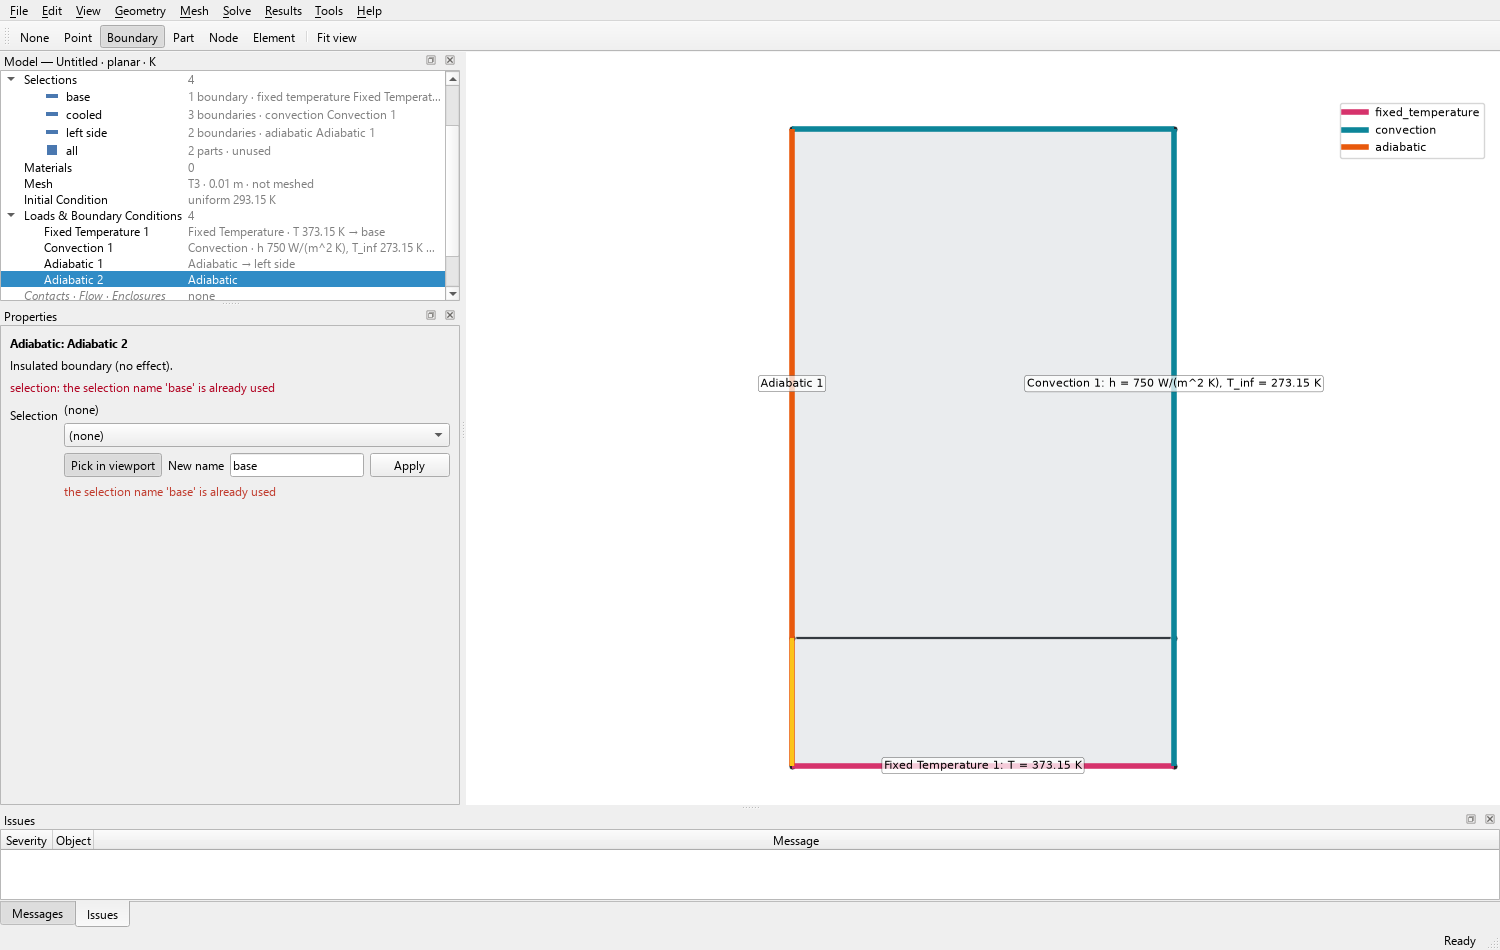 File Edit View Geometry Mesh Solve Results Tools Help
None Point Boundary Part Node Element Fit view
Model — Untitled · planar · K
Selections 4
base 1 boundary · fixed temperature Fixed Temperat...
cooled 3 boundaries · convection Convection 1
left side 2 boundaries · adiabatic Adiabatic 1
all 2 parts · unused
Materials 0
Mesh T3 · 0.01 m · not meshed
Initial Condition uniform 293.15 K
Loads & Boundary Conditions 4
Fixed Temperature 1 Fixed Temperature · T 373.15 K → base
Convection 1 Convection · h 750 W/(m^2 K), T_inf 273.15 K ...
Adiabatic 1 Adiabatic → left side
Adiabatic 2 Adiabatic
Contacts · Flow · Enclosures none
Properties
Adiabatic: Adiabatic 2
Insulated boundary (no effect).
selection: the selection name 'base' is already used
Selection (none)
(none)
Pick in viewport New name base Apply
the selection name 'base' is already used
fixed_temperature
convection
adiabatic
Adiabatic 1
Convection 1: h = 750 W/(m^2 K), T_inf = 273.15 K
Fixed Temperature 1: T = 373.15 K
Issues
Severity Object Message
Messages Issues
Ready